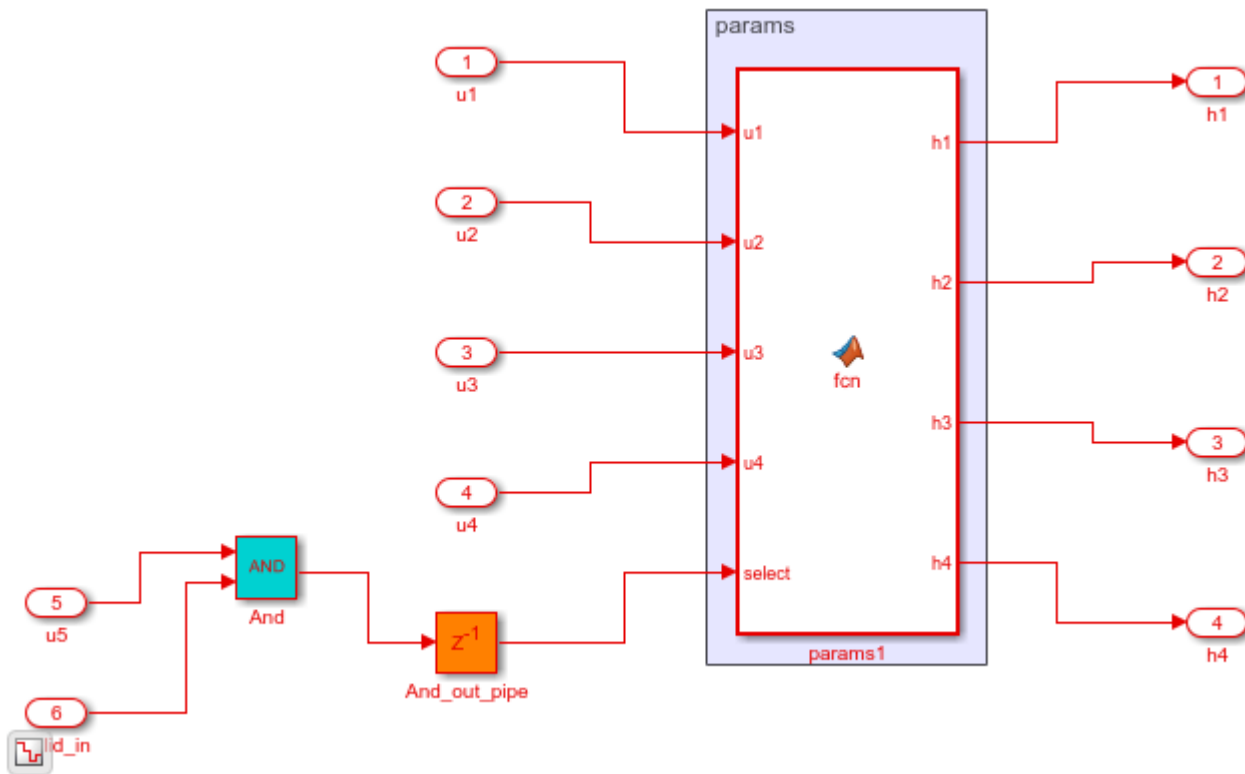 params
1
u1
2
u2
3
u3
4
u4
5
u5
6
lid_in
AND
And
Z-1
And_out_pipe
u1
u2
u3
u4
select
fcn
h1
h2
h3
h4
params1
1
h1
2
h2
3
h3
4
h4